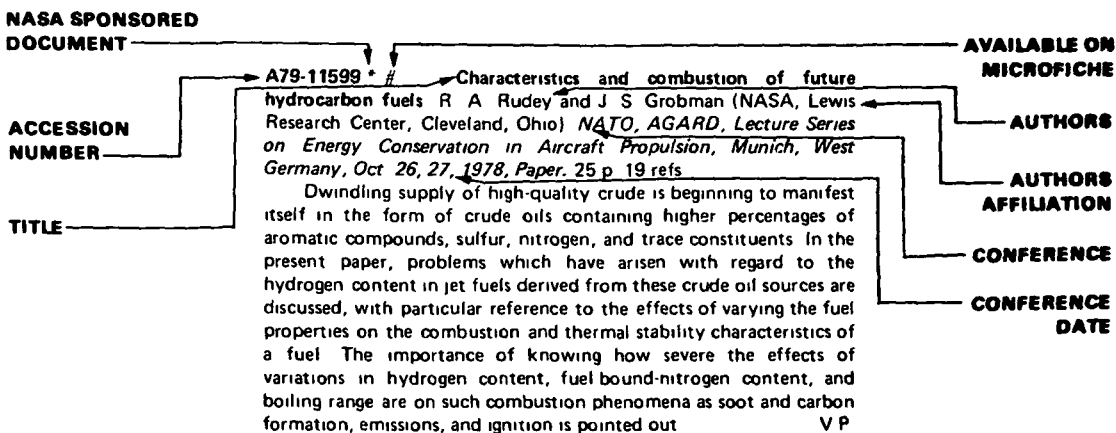 NASA SPONSORED
DOCUMENT
AVAILABLE ON
MICROFICHE
A79-11599 * # Characteristics and combustion of future
hydrocarbon fuels R A Rudey and J S Grobman (NASA, Lewis
Research Center, Cleveland, Ohio) NATO, AGARD, Lecture Series
on Energy Conservation in Aircraft Propulsion, Munich, West
Germany, Oct 26, 27, 1978, Paper. 25 p 19 refs
AUTHORS
ACCESSION
NUMBER
AUTHORS
AFFILIATION
TITLE
Dwindling supply of high-quality crude is beginning to manifest
itself in the form of crude oils containing higher percentages of
aromatic compounds, sulfur, nitrogen, and trace constituents In the
present paper, problems which have arisen with regard to the
hydrogen content in jet fuels derived from these crude oil sources are
discussed, with particular reference to the effects of varying the fuel
properties on the combustion and thermal stability characteristics of
a fuel The importance of knowing how severe the effects of
variations in hydrogen content, fuel bound-nitrogen content, and
boiling range are on such combustion phenomena as soot and carbon
formation, emissions, and ignition is pointed out V P
CONFERENCE
CONFERENCE
DATE